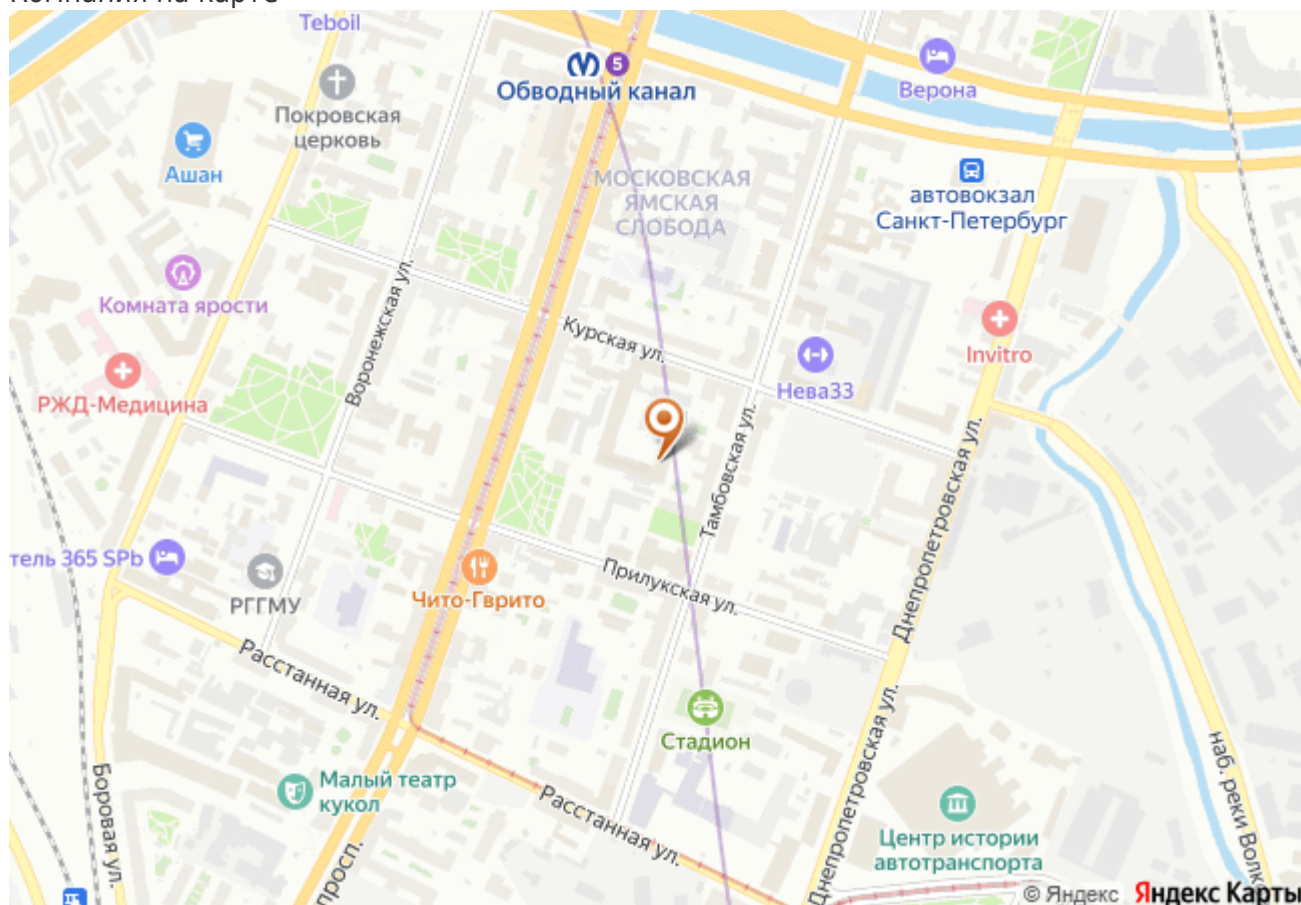 Teboil
5
Обводный канал
Верона
Покровская
церковь
Ашан
МОСКОВСКАЯ
ЯМСКАЯ
СЛОБОДА
автовокзал
Санкт-Петербург
Комната ярости
Воронежская ул.
Курская ул.
Invitro
Нева33
РЖД-Медицина
Тамбовская ул.
Днепропетровская ул.
тель 365 SPb
РГГМУ
Чито-Гврито
Прилукская ул.
Расстанная ул.
Стадион
Днепропетровская ул.
наб. реки Волк
Боровая ул.
Малый театр
кукол
Расстанная ул.
Центр истории
автотранспорта
просп.
© Яндекс Яндекс Карты